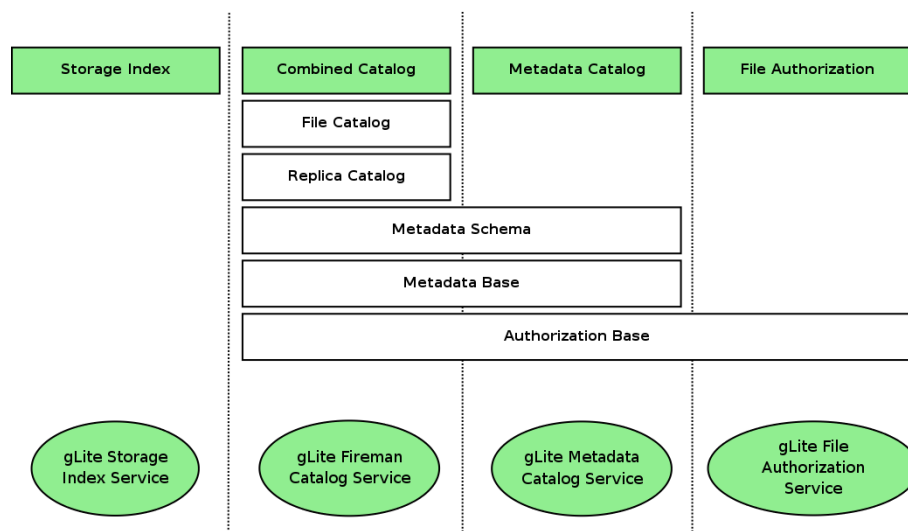 Storage Index
Combined Catalog
Metadata Catalog
File Authorization
File Catalog
Replica Catalog
Metadata Schema
Metadata Base
Authorization Base
gLite Storage
Index Service
gLite Fireman
Catalog Service
gLite Metadata
Catalog Service
gLite File
Authorization
Service